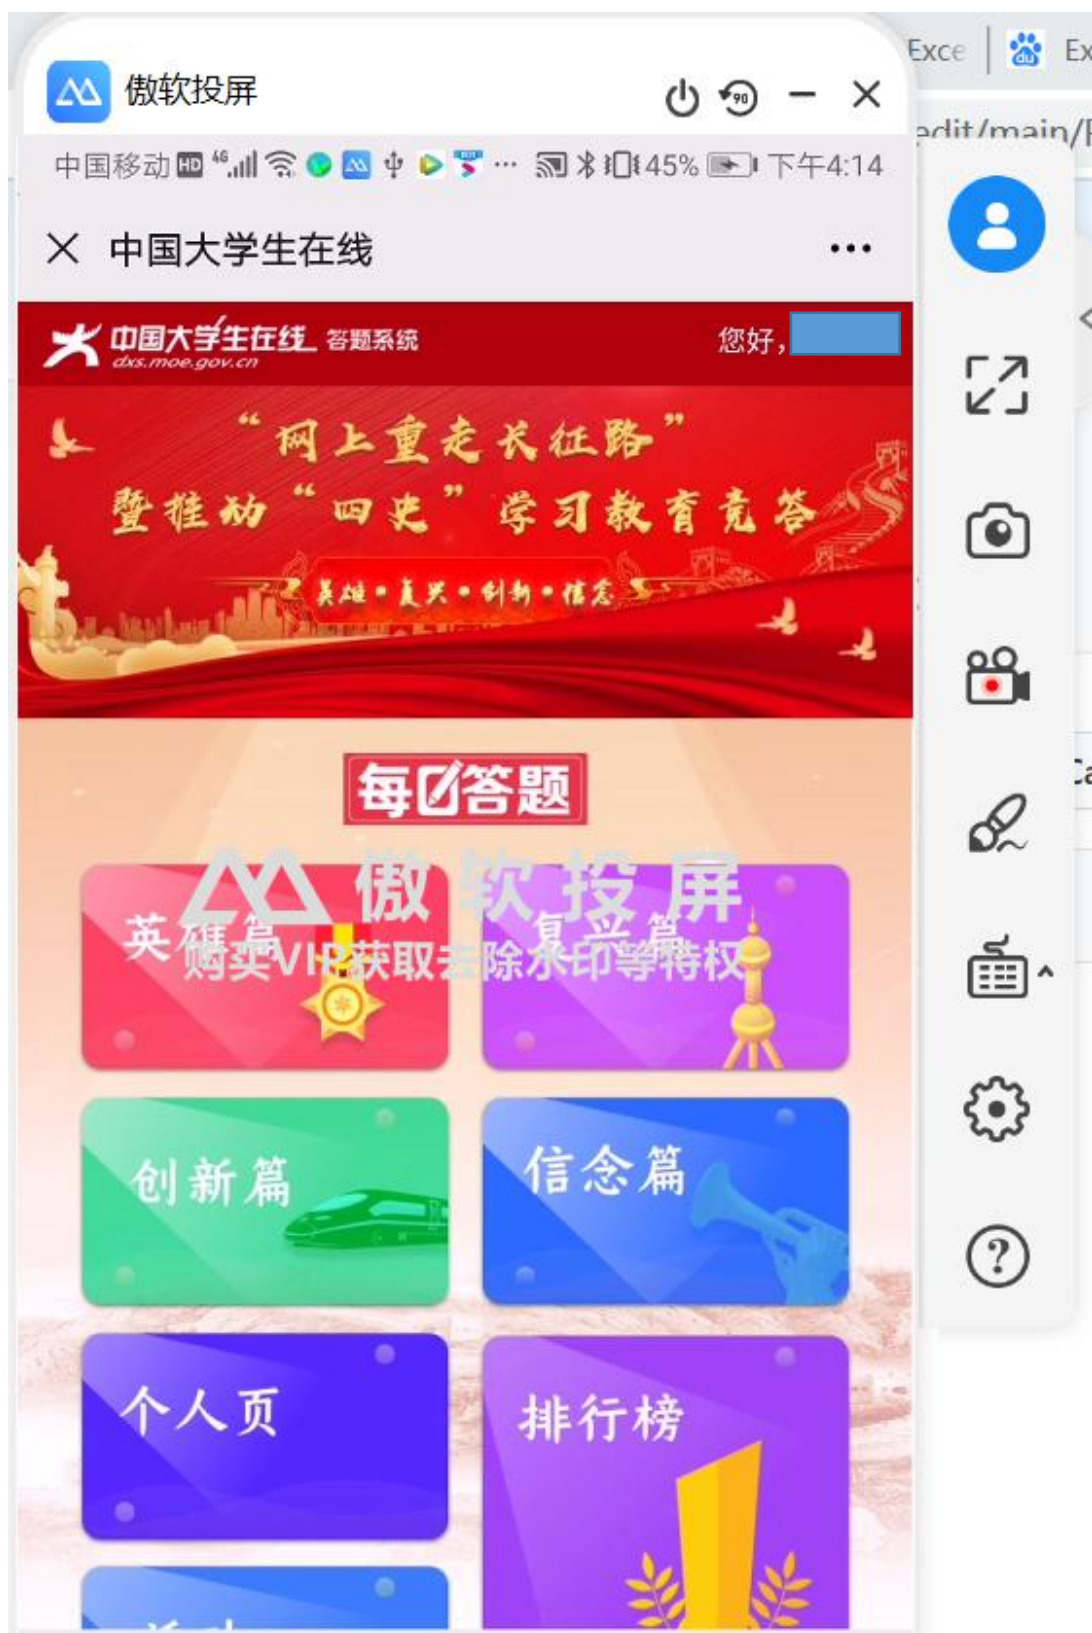 傲软投屏
90
Exce
Ex
edit/main/
中国移动 HD 4G 45% 下午4:14
中国大学生在线
中国大学生在线 答题系统
dxs.moe.gov.cn
您好，
“网上重走长征路”
暨推动“四史”学习教育竞答
英雄·复兴·创新·信念
每日答题
傲软投屏
购买VIP获取去除水印等特权
英雄篇
复兴篇
创新篇
信念篇
个人页
排行榜